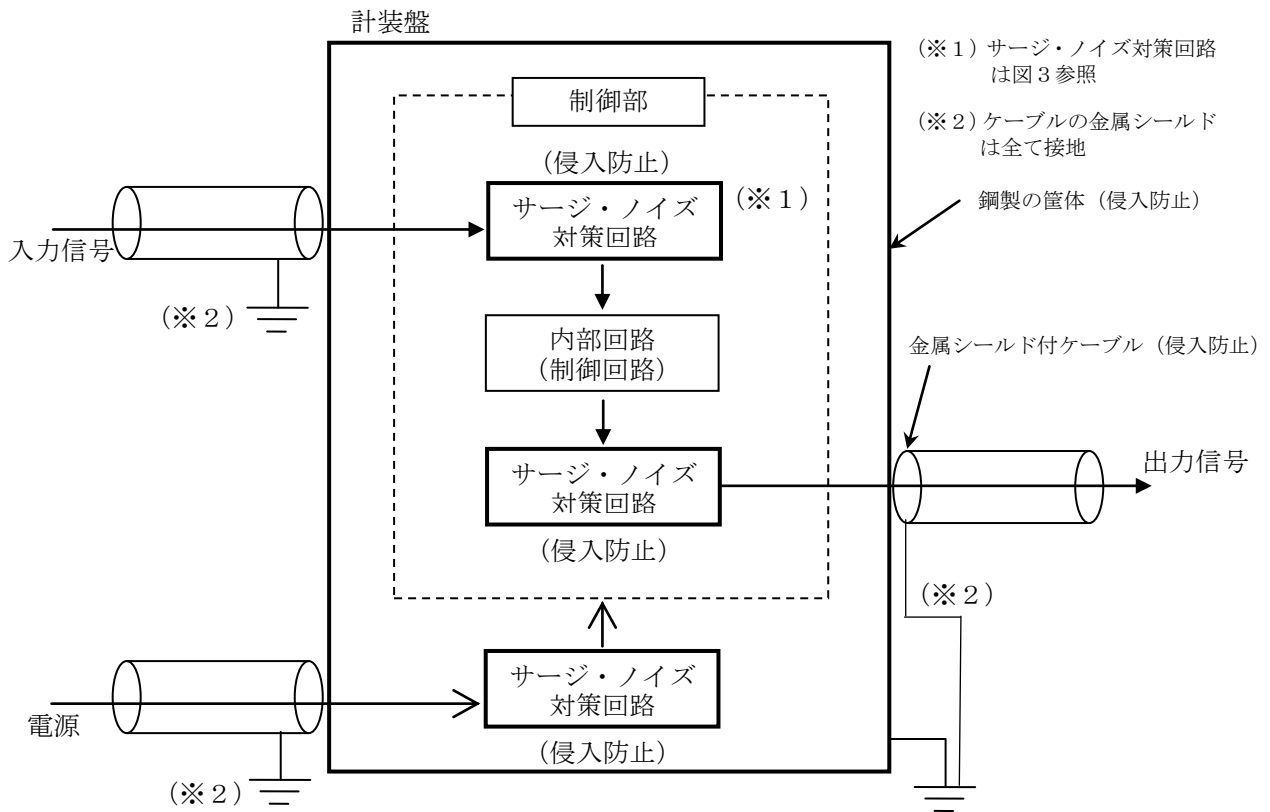 計装盤
(※1)サージ・ノイズ対策回路
は図3参照
(※2)ケーブルの金属シールド
は全て接地
制御部
(侵入防止)
サージ・ノイズ
対策回路
(※1)
鋼製の筐体(侵入防止)
入力信号
(※2)
内部回路
(制御回路)
金属シールド付ケーブル(侵入防止)
サージ・ノイズ
対策回路
(侵入防止)
出力信号
(※2)
サージ・ノイズ
対策回路
(侵入防止)
電源
(※2)